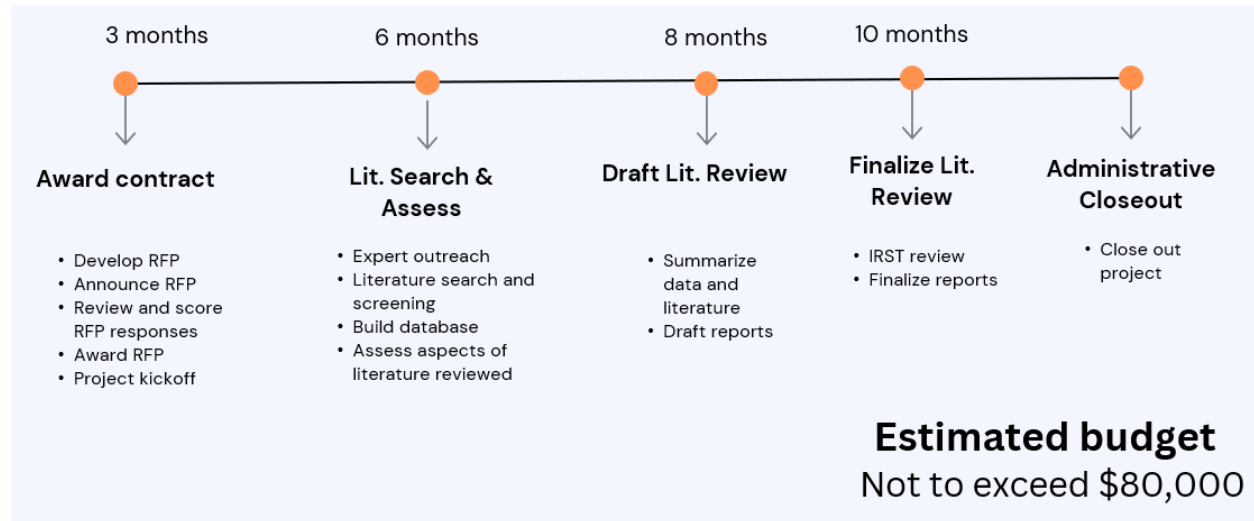 3 months
6 months
8 months
10 months
Award contract
• Develop RFP
• Announce RFP
• Review and score
RFP responses
• Award RFP
• Project kickoff
Lit. Search &
Assess
• Expert outreach
• Literature search and
screening
• Build database
• Assess aspects of
literature reviewed
Draft Lit. Review
• Summarize
data and
literature
• Draft reports
Finalize Lit.
Review
• IRST review
• Finalize reports
Administrative
Closeout
• Close out
project
Estimated budget
Not to exceed $80,000